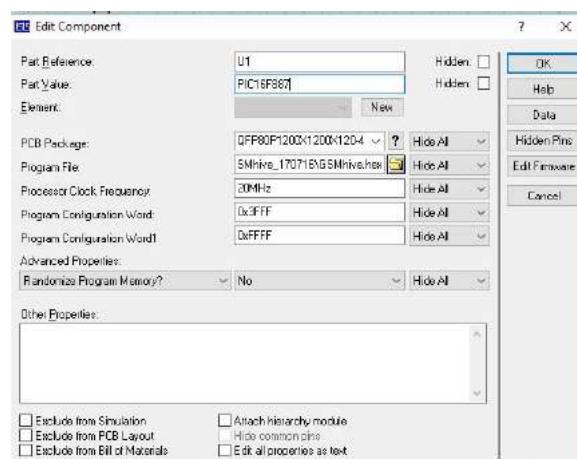 Edit Component ? X
Part Reference: U1 Hidden: OK
Part Value: PIC16F887 Hidden: Help
Element: New Data
PCB Package: QFP80P1200X1200X120-4 ? Hide All Hidden Pins
Program File: SMhive_170716\GSMhive.hex Hide All Edit Firmware
Processor Clock Frequency: 20MHz Hide All Cancel
Program Configuration Word: 0x3FFF Hide All
Program Configuration Word1 0xFFFF Hide All
Advanced Properties:
Randomize Program Memory? No Hide All
Other Properties:
Exclude from Simulation Attach hierarchy module
Exclude from PCB Layout Hide common pins
Exclude from Bill of Materials Edit all properties as text